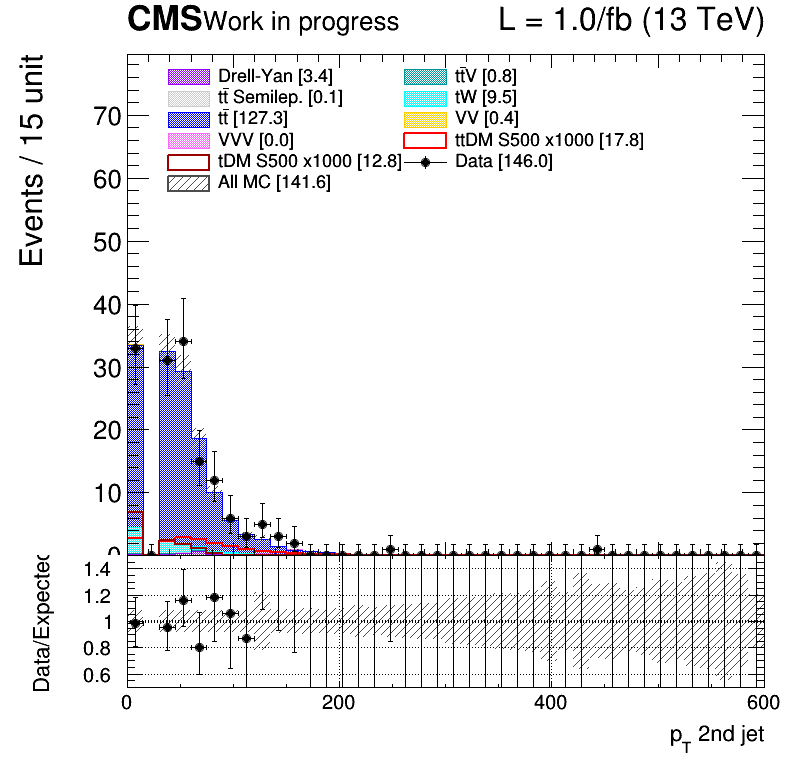 CMS Work in progress L = 1.0/fb (13 TeV)
Events / 15 unit
Drell-Yan [3.4] tt̄V [0.8]
tt̄ Semilep. [0.1] tW [9.5]
tt̄ [127.3] VV [0.4]
VVV [0.0] ttDM S500 x1000 [17.8]
tDM S500 x1000 [12.8] Data [146.0]
All MC [141.6]
70
60
50
40
30
20
10
0
Data/Expected
1.4
1.2
1
0.8
0.6
0 200 400 600
p_T 2nd jet